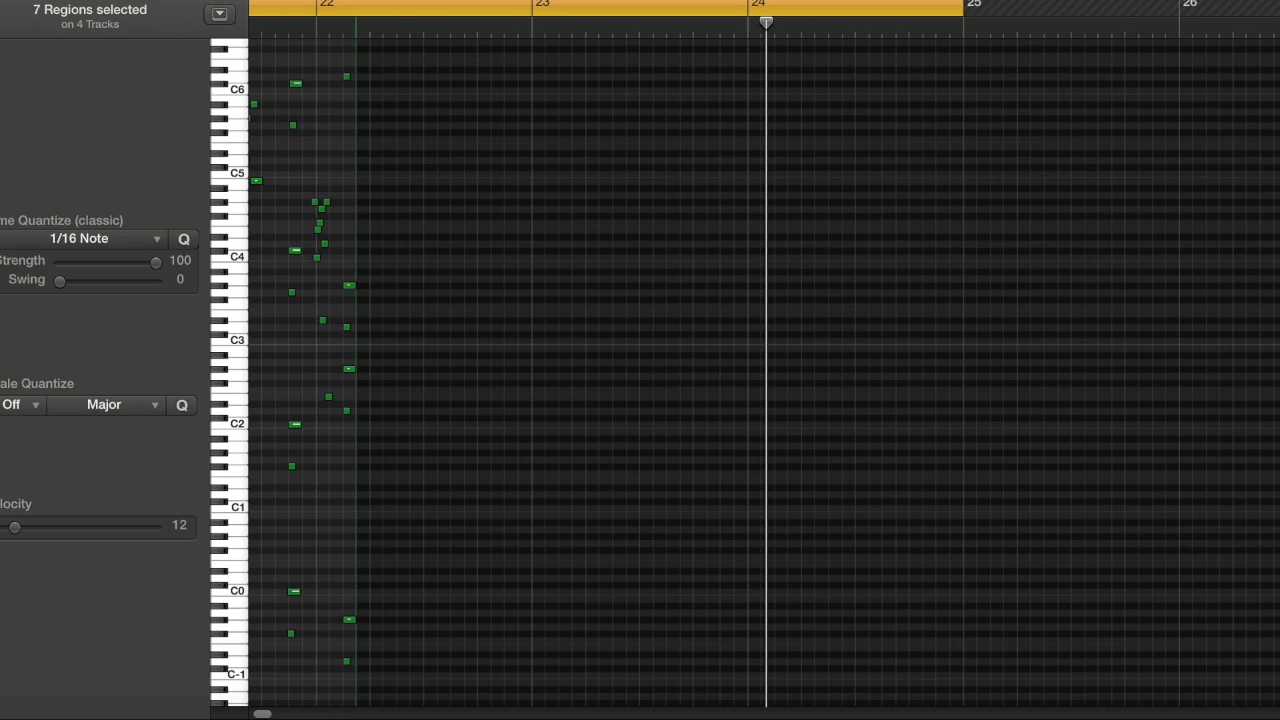 7 Regions selected
on 4 Tracks
22 23 24 25 26
C6
C5
me Quantize (classic)
1/16 Note Q
Strength 100
Swing 0
C4
C3
ale Quantize
Off Major Q
C2
locity
12
C1
C0
C-1